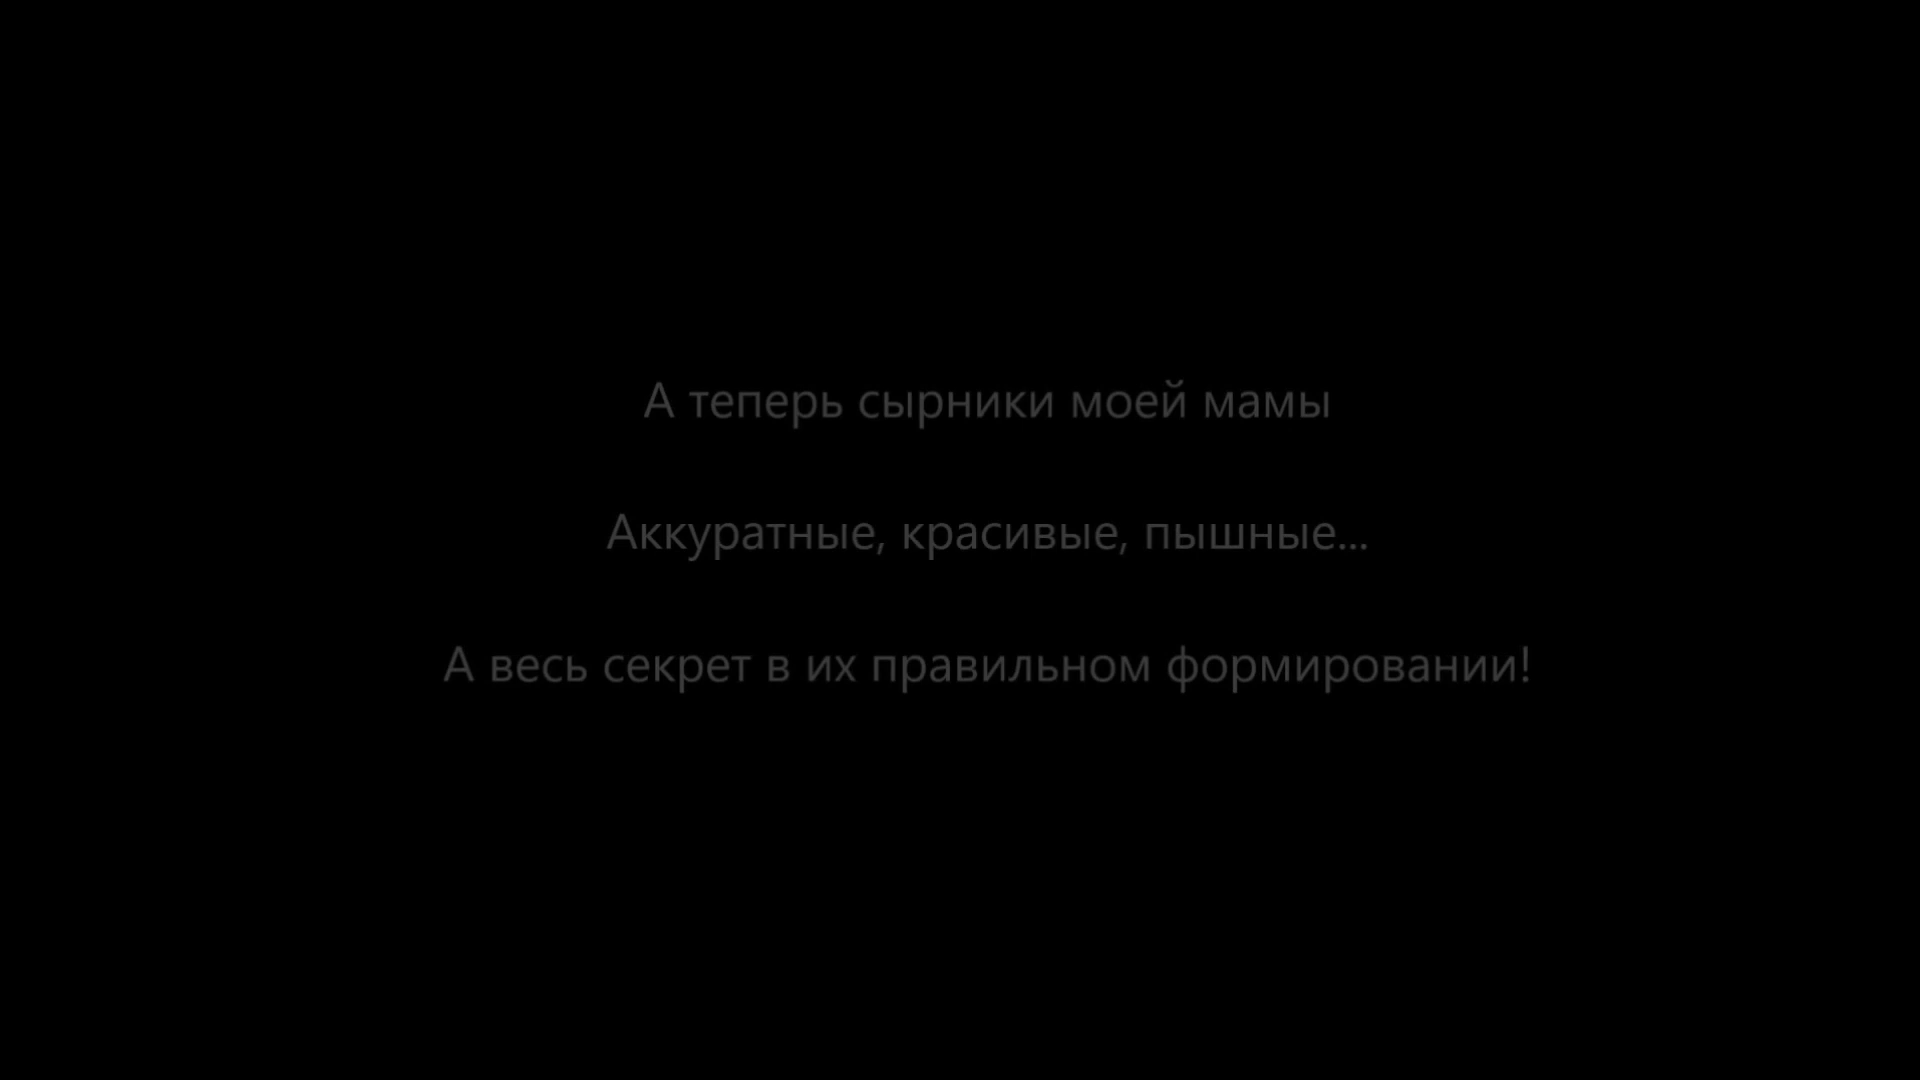 А теперь сырники моей мамы
Аккуратные, красивые, пышные...
А весь секрет в их правильном формировании!